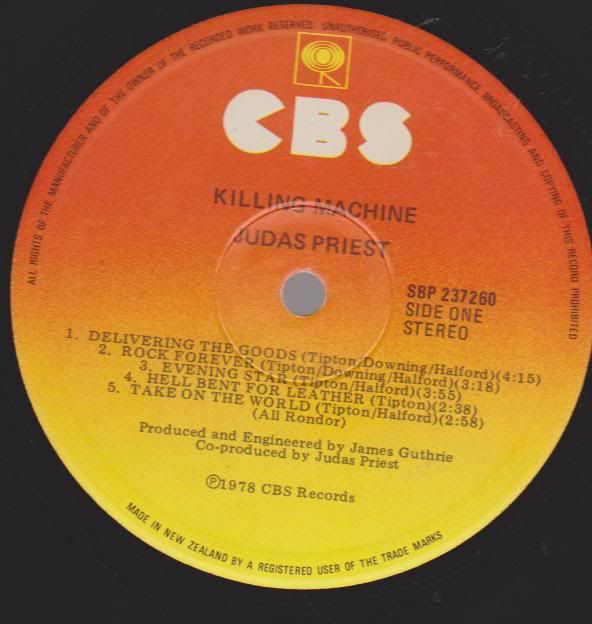 ALL RIGHTS OF THE MANUFACTURER AND OF THE OWNER OF THE RECORDED WORK RESERVED. UNAUTHORISED PUBLIC PERFORMANCE BROADCASTING AND COPYING OF THIS RECORD PROHIBITED
CBS
KILLING MACHINE
JUDAS PRIEST
SBP 237260
SIDE ONE
STEREO
1. DELIVERING THE GOODS (Tipton/Downing/Halford)(4:15)
2. ROCK FOREVER (Tipton/Downing/Halford)(3:18)
3. EVENING STAR (Tipton/Halford)(3:55)
4. HELL BENT FOR LEATHER (Tipton)(2:38)
5. TAKE ON THE WORLD (Tipton/Halford)(2:58)
(All Rondor)
Produced and Engineered by James Guthrie
Co-produced by Judas Priest
Ⓟ1978 CBS Records
MADE IN NEW ZEALAND BY A REGISTERED USER OF THE TRADE MARKS